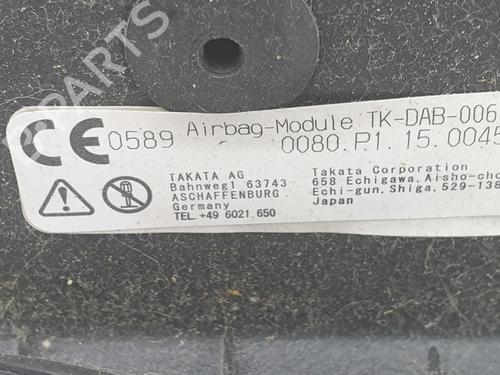 CE 0589 Airbag-Module TK-DAB-006
0080.P1.15.0045
TAKATA AG
Bahnweg1 63743
ASCHAFFENBURG
Germany
TEL.+49 6021 650
TAKATA Corporation
658 Echigawa.Aisho-cho
Echi-gun.Shiga.529-138
Japan
B-PARTS